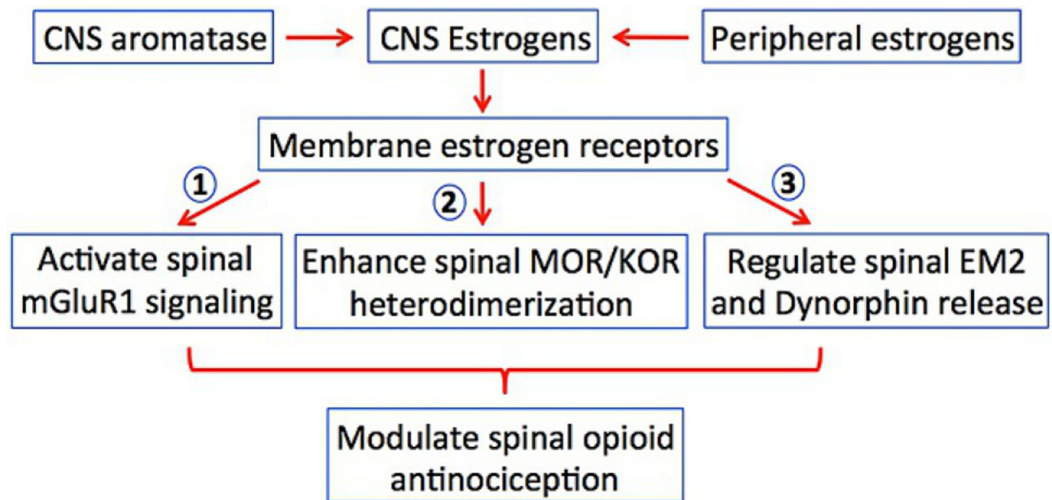 CNS aromatase
CNS Estrogens
Peripheral estrogens
Membrane estrogen receptors
1
2
3
Activate spinal
mGluR1 signaling
Enhance spinal MOR/KOR
heterodimerization
Regulate spinal EM2
and Dynorphin release
Modulate spinal opioid
antinociception